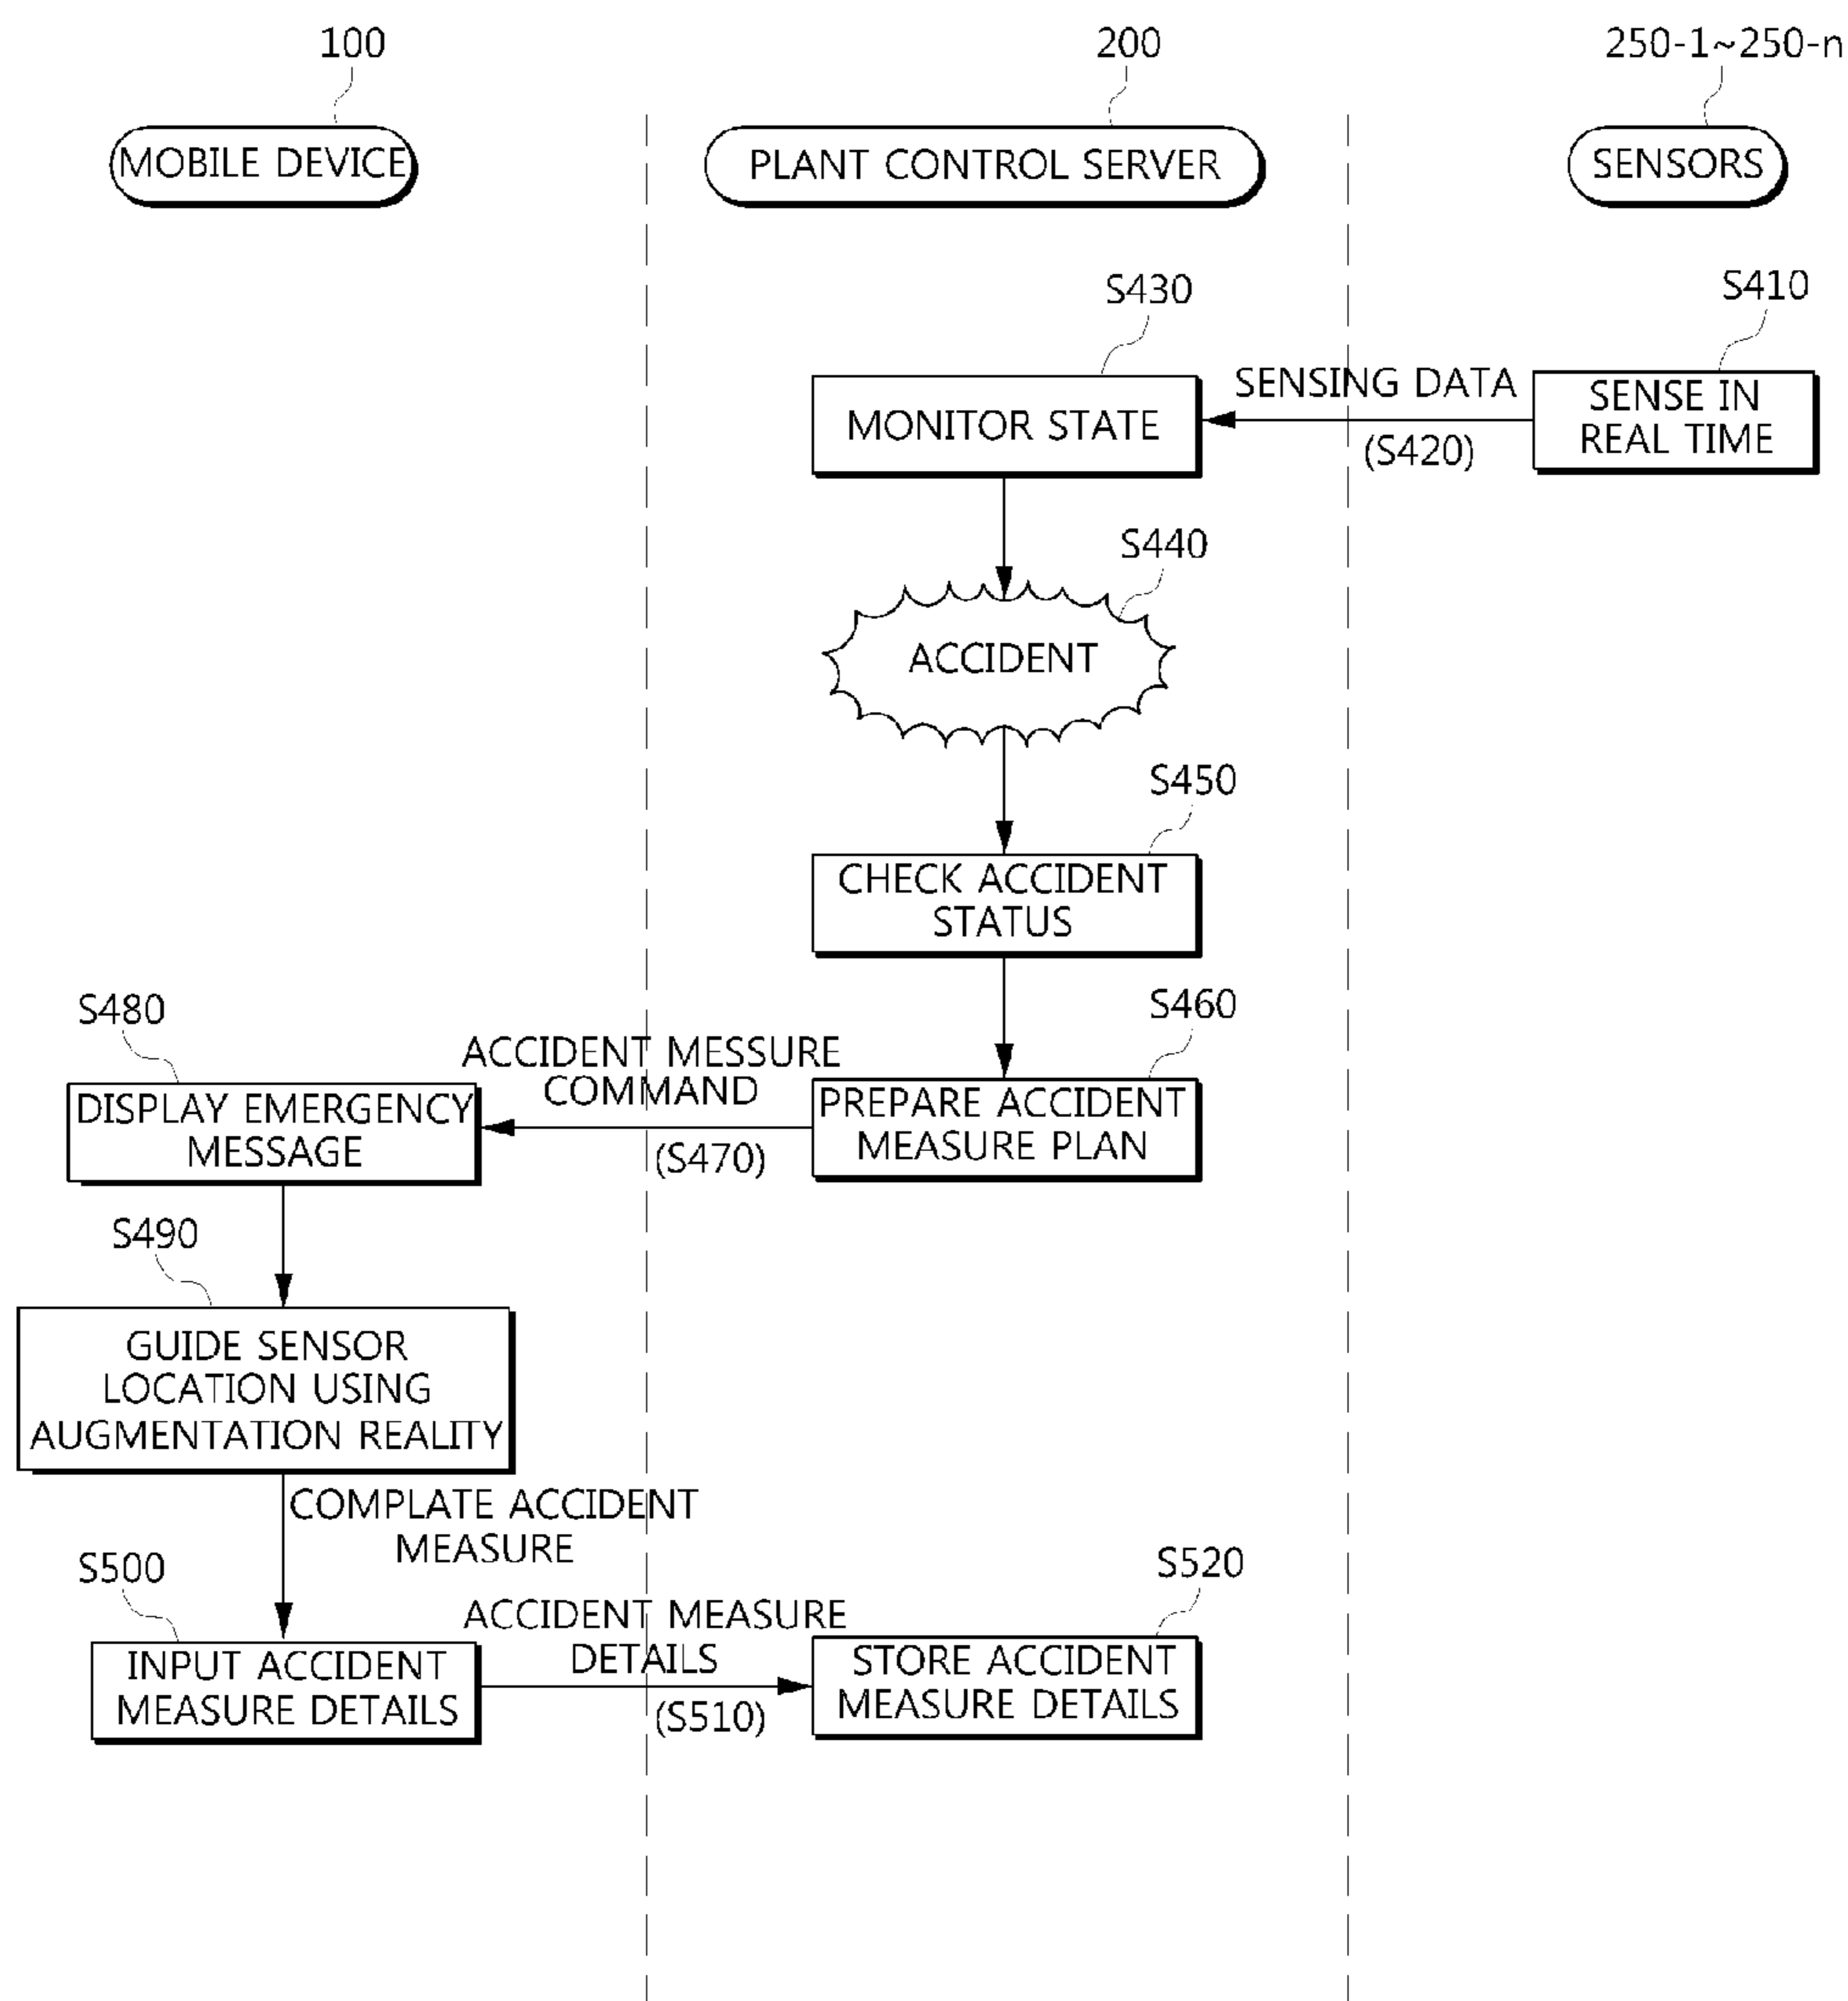 100
200
250-1~250-n
MOBILE DEVICE
PLANT CONTROL SERVER
SENSORS
S430
S410
MONITOR STATE
SENSING DATA
(S420)
SENSE IN
REAL TIME
S440
ACCIDENT
S450
CHECK ACCIDENT
STATUS
S460
S480
ACCIDENT MESSURE
COMMAND
(S470)
PREPARE ACCIDENT
MEASURE PLAN
DISPLAY EMERGENCY
MESSAGE
S490
GUIDE SENSOR
LOCATION USING
AUGMENTATION REALITY
COMPLATE ACCIDENT
MEASURE
S500
S520
ACCIDENT MEASURE
DETAILS
(S510)
INPUT ACCIDENT
MEASURE DETAILS
STORE ACCIDENT
MEASURE DETAILS